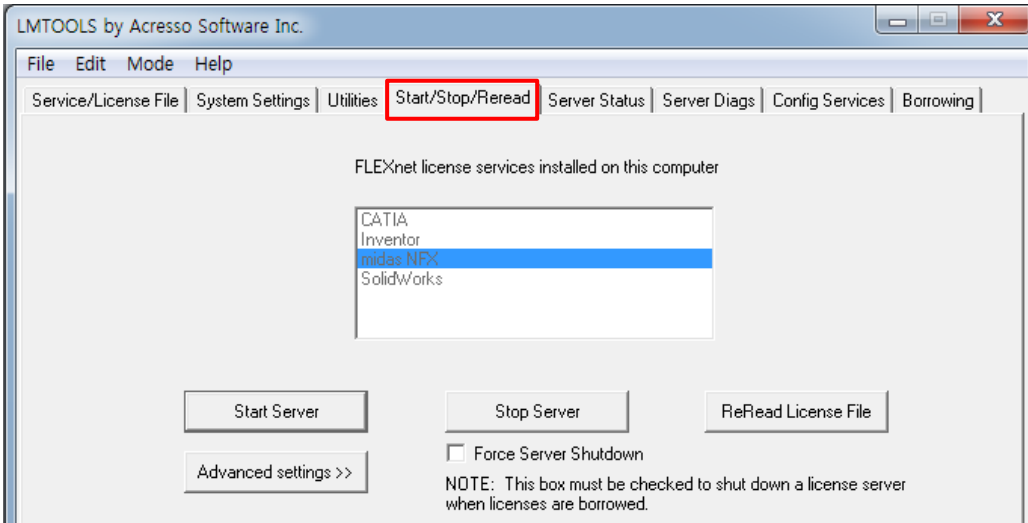 LMTOOLS by Acresso Software Inc.
File Edit Mode Help
Service/License File System Settings Utilities Start/Stop/Reread Server Status Server Diags Config Services Borrowing
FLEXnet license services installed on this computer
CATIA
Inventor
midas NFX
SolidWorks
Start Server Stop Server ReRead License File
Force Server Shutdown
Advanced settings >>
NOTE: This box must be checked to shut down a license server
when licenses are borrowed.